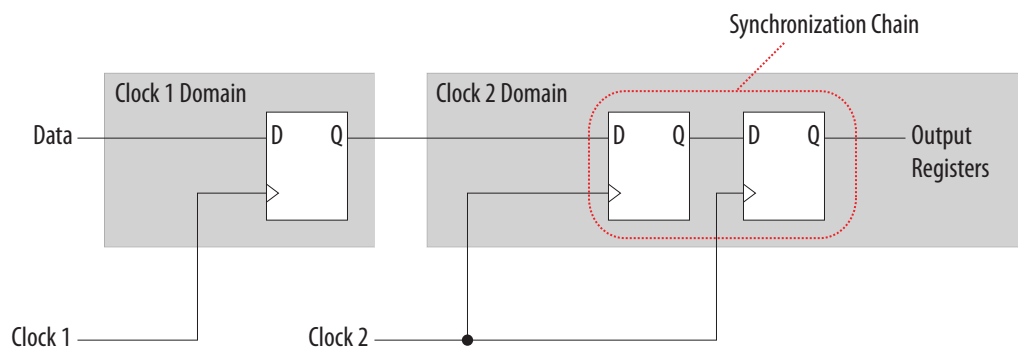 Synchronization Chain
Clock 1 Domain
Clock 2 Domain
Data
D Q
D Q
D Q
Output
Registers
Clock 1
Clock 2